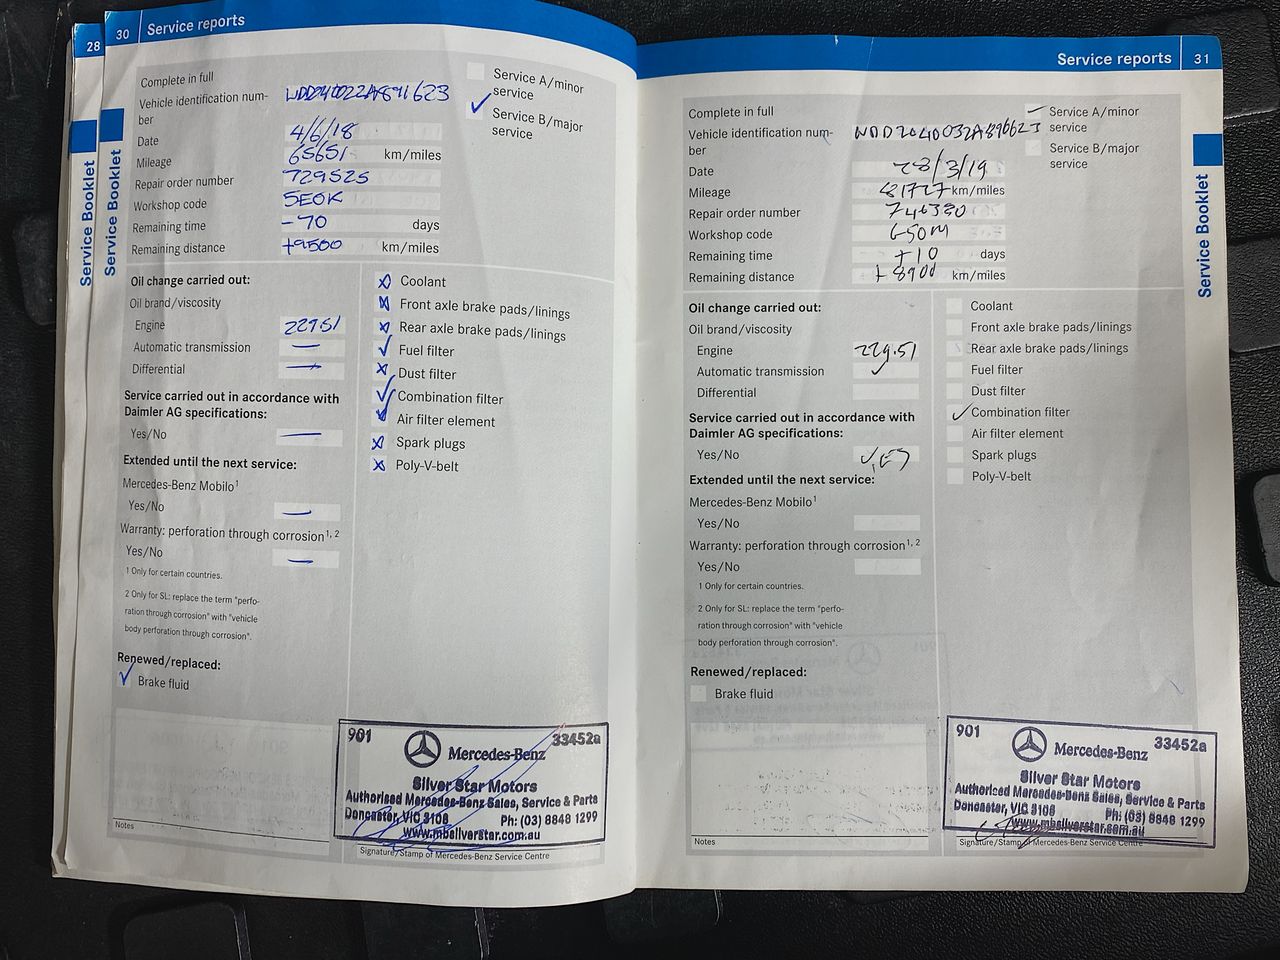 28
30 Service reports
Service Booklet
Service Booklet
Complete in full
Vehicle identification num-
ber
Date 4/6/18
Mileage 65651 km/miles
Repair order number 729525
Workshop code 5E0K
Remaining time -70 days
Remaining distance +9500 km/miles
Service A/minor
service
✓ Service B/major
service
Oil change carried out:
Oil brand/viscosity
Engine 22951
Automatic transmission —
Differential —
Service carried out in accordance with
Daimler AG specifications:
Yes/No —
Extended until the next service:
Mercedes-Benz Mobilo¹
Yes/No —
Warranty: perforation through corrosion¹, ²
Yes/No —
1 Only for certain countries.
2 Only for SL: replace the term "perfo-
ration through corrosion" with "vehicle
body perforation through corrosion".
Renewed/replaced:
✓ Brake fluid
X Coolant
X Front axle brake pads/linings
X Rear axle brake pads/linings
✓ Fuel filter
X Dust filter
✓ Combination filter
✓ Air filter element
X Spark plugs
X Poly-V-belt
901 Mercedes-Benz 33452a
Silver Star Motors
Authorised Mercedes-Benz Sales, Service & Parts
Doncaster, VIC 3108 Ph: (03) 8848 1299
www.mbsilverstar.com.au
Notes
Signature/Stamp of Mercedes-Benz Service Centre
Service reports 31
Service Booklet
Complete in full
Vehicle identification num-
ber
Date 28/3/19
Mileage 81727 km/miles
Repair order number 746380
Workshop code
Remaining time +10 days
Remaining distance +8900 km/miles
Service A/minor
service
Service B/major
service
Oil change carried out:
Oil brand/viscosity
Engine 229.51
Automatic transmission ✓
Differential
Service carried out in accordance with
Daimler AG specifications:
Yes/No YES
Extended until the next service:
Mercedes-Benz Mobilo¹
Yes/No
Warranty: perforation through corrosion¹, ²
Yes/No
1 Only for certain countries.
2 Only for SL: replace the term "perfo-
ration through corrosion" with "vehicle
body perforation through corrosion".
Renewed/replaced:
Brake fluid
Coolant
Front axle brake pads/linings
Rear axle brake pads/linings
Fuel filter
Dust filter
✓ Combination filter
Air filter element
Spark plugs
Poly-V-belt
901 Mercedes-Benz 33452a
Silver Star Motors
Authorised Mercedes-Benz Sales, Service & Parts
Doncaster, VIC 3108 Ph: (03) 8848 1299
www.mbsilverstar.com.au
Notes
Signature/Stamp of Mercedes-Benz Service Centre